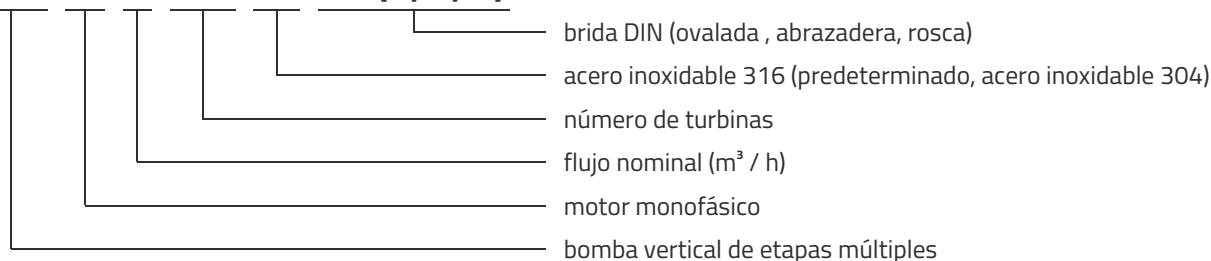 brida DIN (ovalada , abrazadera, rosca)
acero inoxidable 316 (predeterminado, acero inoxidable 304)
número de turbinas
flujo nominal (m³ / h)
motor monofásico
bomba vertical de etapas múltiples